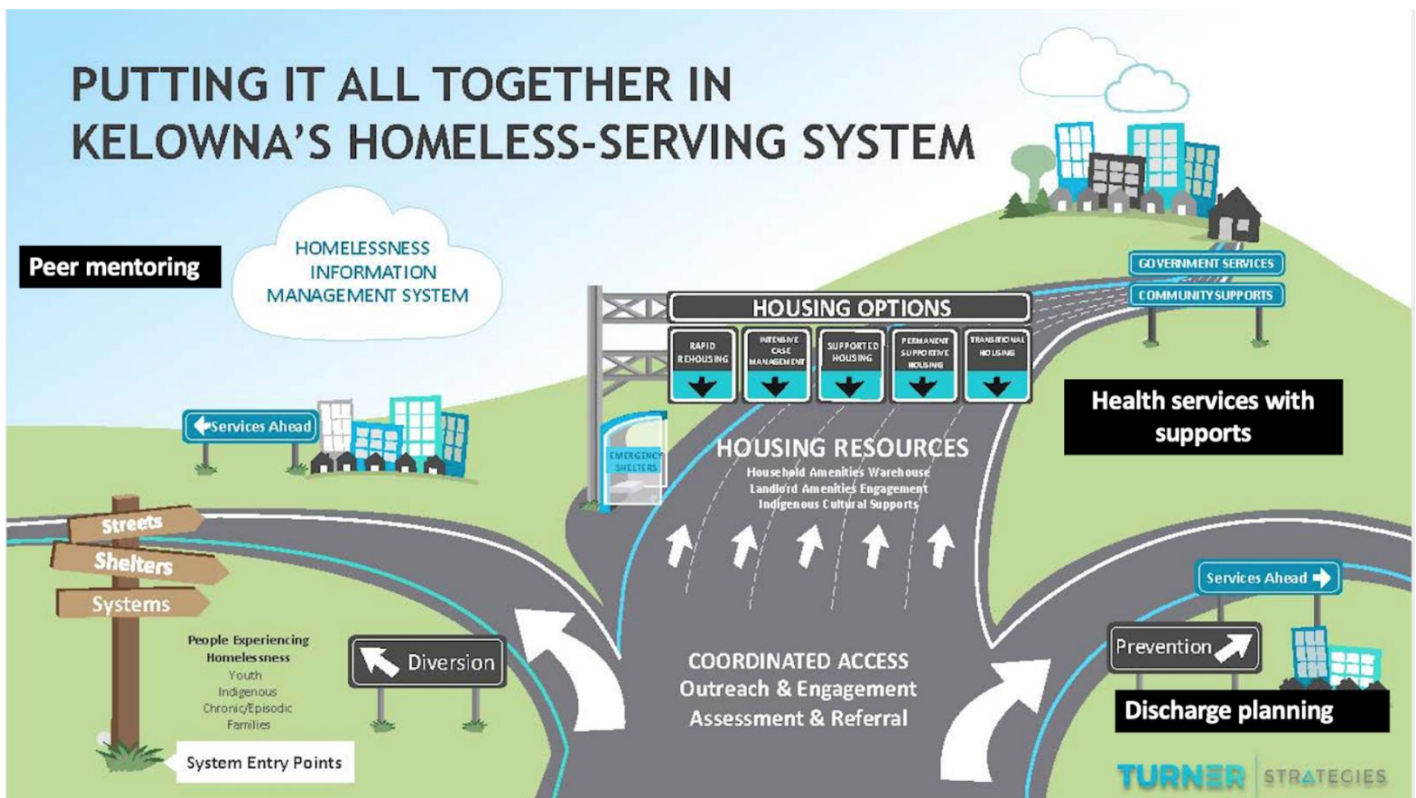 PUTTING IT ALL TOGETHER IN
KELOWNA'S HOMELESS-SERVING SYSTEM
Peer mentoring
HOMELESSNESS
INFORMATION
MANAGEMENT SYSTEM
GOVERNMENT SERVICES
COMMUNITY SUPPORTS
HOUSING OPTIONS
RAPID
REHOUSING
INTENSIVE
CASE
MANAGEMENT
SUPPORTED
HOUSING
PERMANENT
SUPPORTIVE
HOUSING
TRANSITIONAL
HOUSING
Health services with
supports
Services Ahead
EMERGENCY
SHELTERS
HOUSING RESOURCES
Household Amenities Warehouse
Landlord Amenities Engagement
Indigenous Cultural Supports
Streets
Shelters
Systems
People Experiencing
Homelessness
Youth
Indigenous
Chronic/Episodic
Families
System Entry Points
Diversion
COORDINATED ACCESS
Outreach & Engagement
Assessment & Referral
Services Ahead
Prevention
Discharge planning
TURNER STRATEGIES